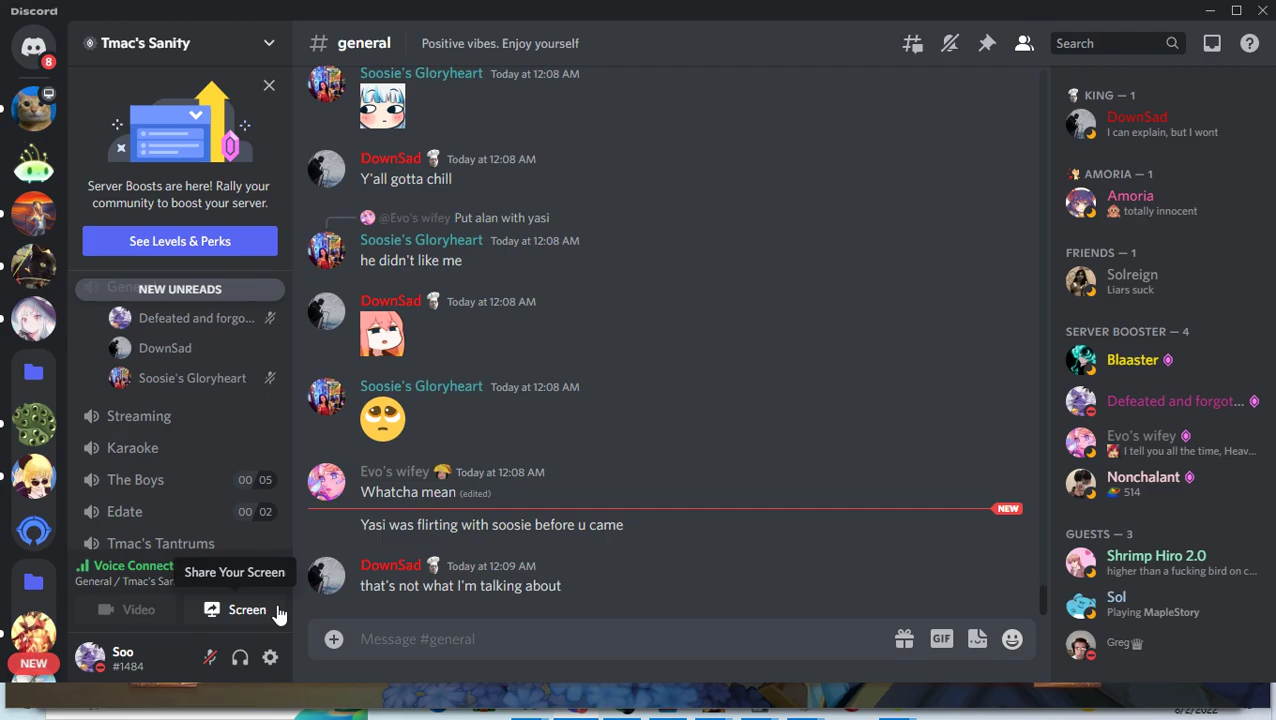 Discord
8
Tmac's Sanity
Server Boosts are here! Rally your
community to boost your server.
See Levels & Perks
NEW UNREADS
Defeated and forgo...
DownSad
Soosie's Gloryheart
Streaming
Karaoke
The Boys 00 05
Edate 00 02
Tmac's Tantrums
Voice Connect
General / Tmac's San
Share Your Screen
Video
Screen
Soo
#1484
NEW
# general
Positive vibes. Enjoy yourself
Search
Soosie's Gloryheart Today at 12:08 AM
DownSad Today at 12:08 AM
Y'all gotta chill
@Evo's wifey Put alan with yasi
Soosie's Gloryheart Today at 12:08 AM
he didn't like me
DownSad Today at 12:08 AM
Soosie's Gloryheart Today at 12:08 AM
Evo's wifey Today at 12:08 AM
Whatcha mean (edited)
NEW
Yasi was flirting with soosie before u came
DownSad Today at 12:09 AM
that's not what I'm talking about
Message #general
GIF
KING — 1
DownSad
I can explain, but I wont
AMORIA — 1
Amoria
totally innocent
FRIENDS — 1
Solreign
Liars suck
SERVER BOOSTER — 4
Blaaster
Defeated and forgot...
Evo's wifey
I tell you all the time, Heav...
Nonchalant
514
GUESTS — 3
Shrimp Hiro 2.0
higher than a fucking bird on c...
Sol
Playing MapleStory
Greg
8/2/2022